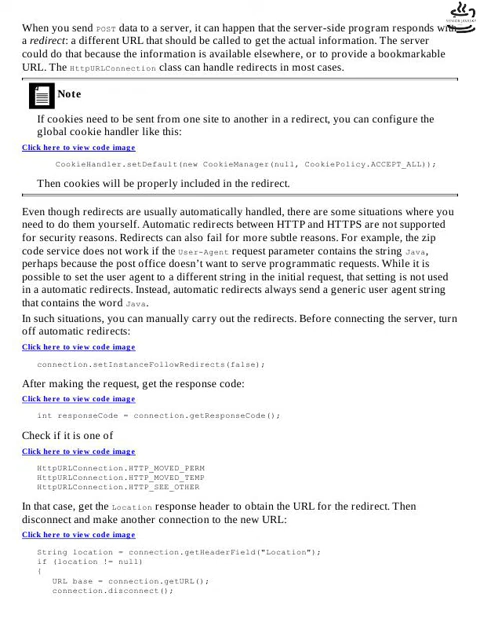 When you send POST data to a server, it can happen that the server-side program responds with
a redirect: a different URL that should be called to get the actual information. The server
could do that because the information is available elsewhere, or to provide a bookmarkable
URL. The HttpURLConnection class can handle redirects in most cases.
Note
If cookies need to be sent from one site to another in a redirect, you can configure the
global cookie handler like this:
Click here to view code image
CookieHandler.setDefault(new CookieManager(null, CookiePolicy.ACCEPT_ALL));
Then cookies will be properly included in the redirect.
Even though redirects are usually automatically handled, there are some situations where you
need to do them yourself. Automatic redirects between HTTP and HTTPS are not supported
for security reasons. Redirects can also fail for more subtle reasons. For example, the zip
code service does not work if the User-Agent request parameter contains the string Java,
perhaps because the post office doesn't want to serve programmatic requests. While it is
possible to set the user agent to a different string in the initial request, that setting is not used
in a automatic redirects. Instead, automatic redirects always send a generic user agent string
that contains the word Java.
In such situations, you can manually carry out the redirects. Before connecting the server, turn
off automatic redirects:
Click here to view code image
connection.setInstanceFollowRedirects(false);
After making the request, get the response code:
Click here to view code image
int responseCode = connection.getResponseCode();
Check if it is one of
Click here to view code image
HttpURLConnection.HTTP_MOVED_PERM
HttpURLConnection.HTTP_MOVED_TEMP
HttpURLConnection.HTTP_SEE_OTHER
In that case, get the Location response header to obtain the URL for the redirect. Then
disconnect and make another connection to the new URL:
Click here to view code image
String location = connection.getHeaderField("Location");
if (location != null)
{
URL base = connection.getURL();
connection.disconnect();